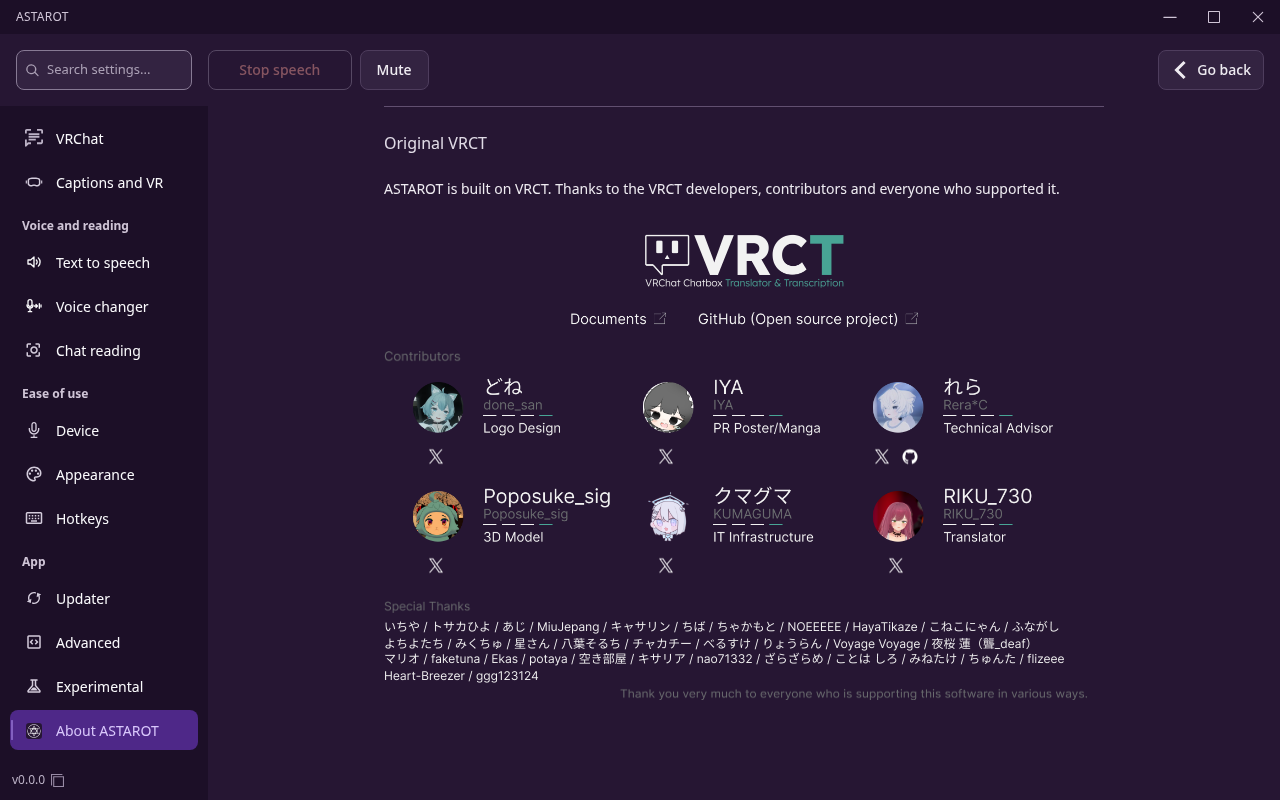 ASTAROT
Search settings...
Stop speech
Mute
Go back
VRChat
Captions and VR
Voice and reading
Text to speech
Voice changer
Chat reading
Ease of use
Device
Appearance
Hotkeys
App
Updater
Advanced
Experimental
About ASTAROT
v0.0.0
Original VRCT
ASTAROT is built on VRCT. Thanks to the VRCT developers, contributors and everyone who supported it.
VRCT
VRChat Chatbox Translator & Transcription
Documents
GitHub (Open source project)
Contributors
どね
done_san
Logo Design
IYA
IYA
PR Poster/Manga
れら
Rera*C
Technical Advisor
Poposuke_sig
Poposuke_sig
3D Model
クマグマ
KUMAGUMA
IT Infrastructure
RIKU_730
RIKU_730
Translator
Special Thanks
いちや / トサカひよ / あじ / MiuJepang / キャサリン / ちば / ちゃかもと / NOEEEEE / HayaTikaze / こねこにゃん / ふながし
よちよたち / みくちゅ / 星さん / 八葉そるち / チャカチー / べるすけ / りょうらん / Voyage Voyage / 夜桜 蓮（聾_deaf）
マリオ / faketuna / Ekas / potaya / 空き部屋 / キサリア / nao71332 / ざらざらめ / ことは しろ / みねたけ / ちゅんた / flizeee
Heart-Breezer / ggg123124
Thank you very much to everyone who is supporting this software in various ways.